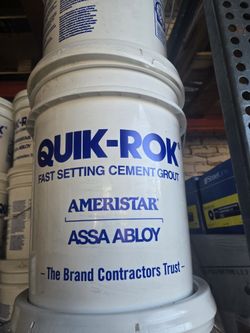 QUIK-ROK®
FAST SETTING CEMENT GROUT
AMERISTAR®
ASSA ABLOY
- The Brand Contractors Trust -